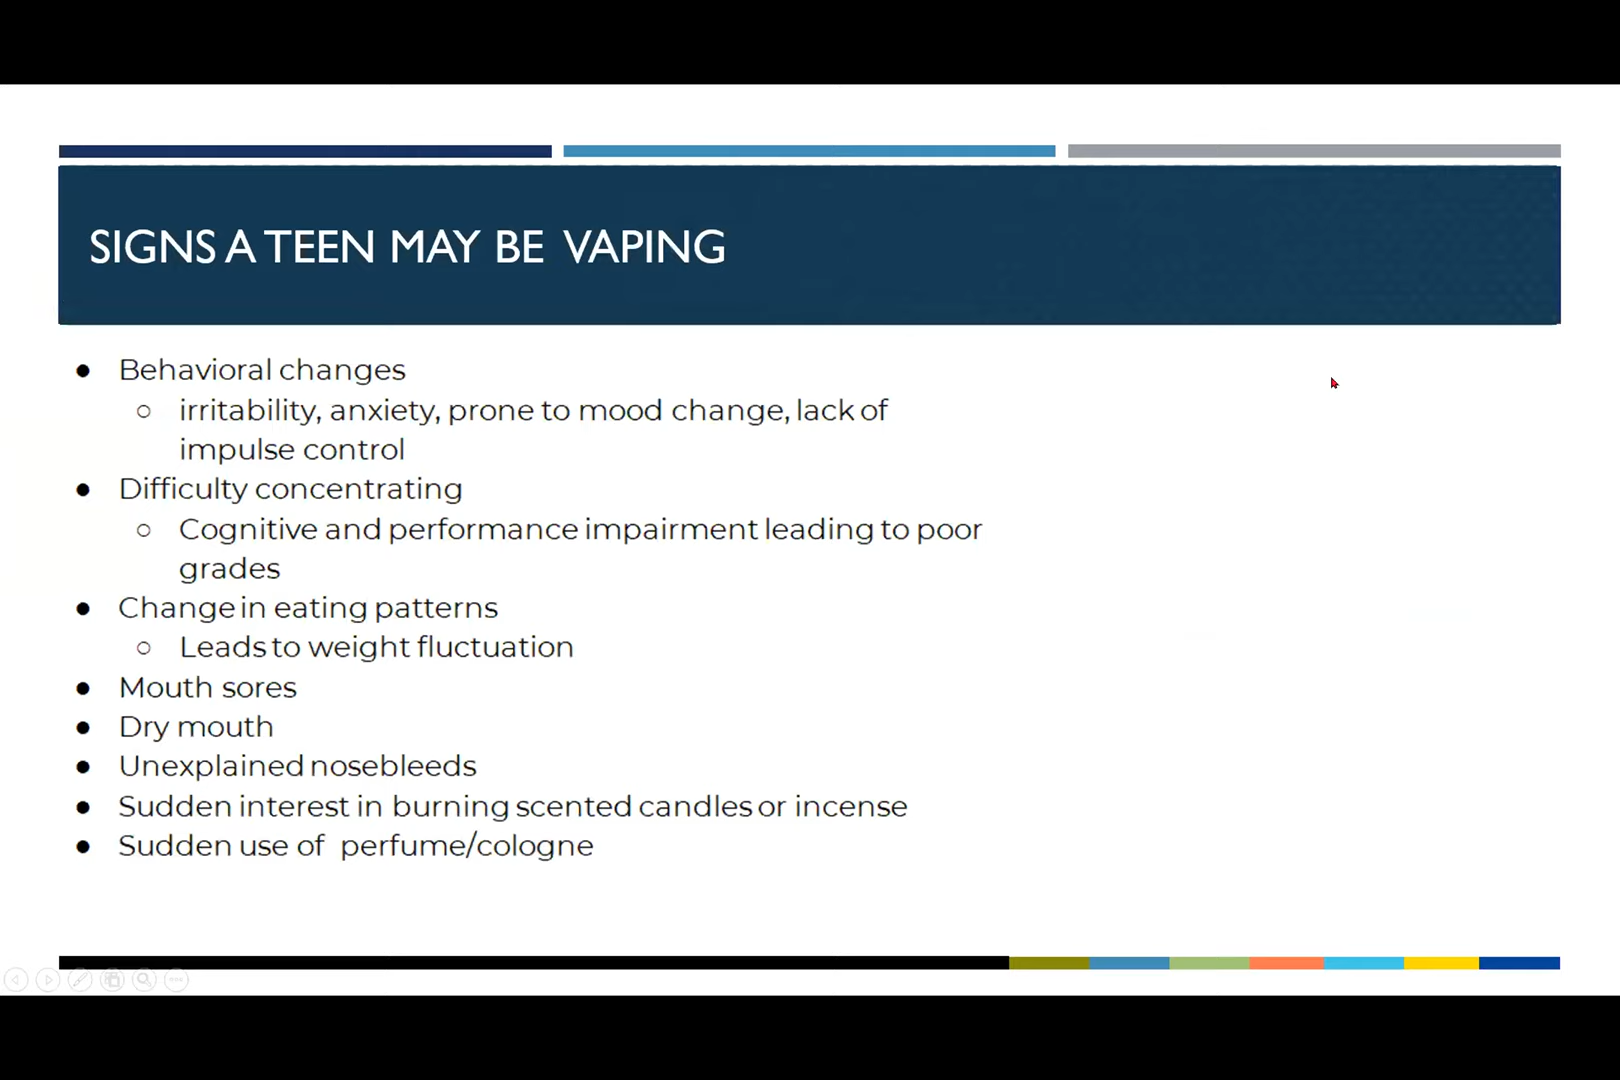 SIGNS A TEEN MAY BE VAPING
● Behavioral changes
○ irritability, anxiety, prone to mood change, lack of
impulse control
● Difficulty concentrating
○ Cognitive and performance impairment leading to poor
grades
● Change in eating patterns
○ Leads to weight fluctuation
● Mouth sores
● Dry mouth
● Unexplained nosebleeds
● Sudden interest in burning scented candles or incense
● Sudden use of perfume/cologne